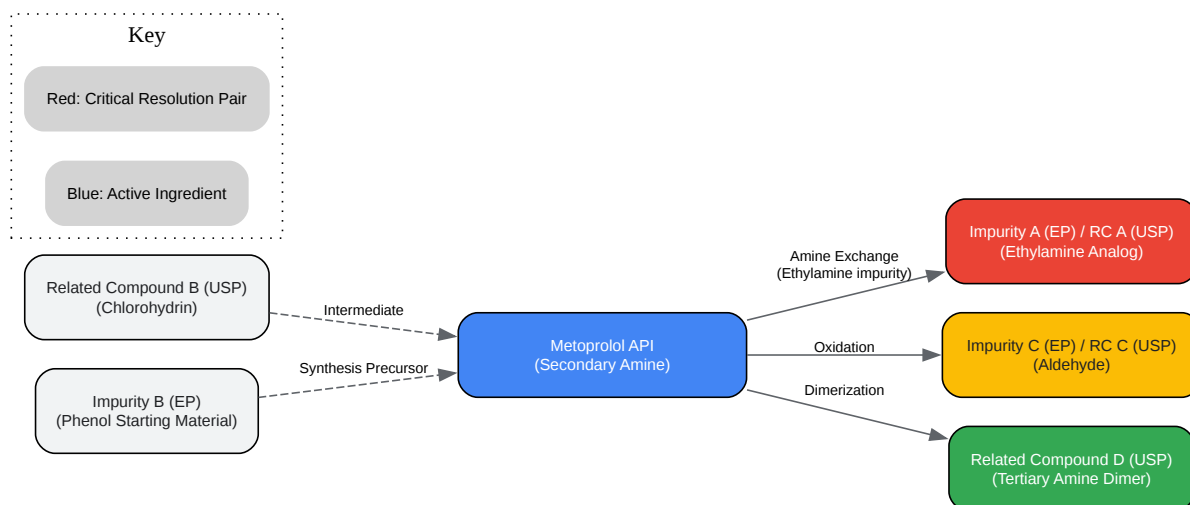 Key
Red: Critical Resolution Pair
Blue: Active Ingredient
Related Compound B (USP)
(Chlorohydrin)
Impurity B (EP)
(Phenol Starting Material)
Intermediate
Synthesis Precursor
Metoprolol API
(Secondary Amine)
Amine Exchange
(Ethylamine impurity)
Oxidation
Dimerization
Impurity A (EP) / RC A (USP)
(Ethylamine Analog)
Impurity C (EP) / RC C (USP)
(Aldehyde)
Related Compound D (USP)
(Tertiary Amine Dimer)